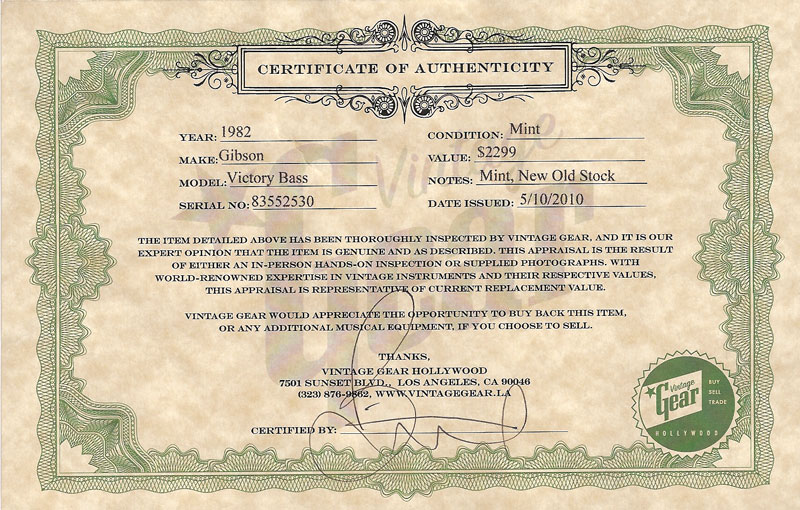 CERTIFICATE OF AUTHENTICITY
YEAR: 1982
MAKE: Gibson
MODEL: Victory Bass
SERIAL NO: 83552530
CONDITION: Mint
VALUE: $2299
NOTES: Mint, New Old Stock
DATE ISSUED: 5/10/2010
Vintage
Gear
THE ITEM DETAILED ABOVE HAS BEEN THOROUGHLY INSPECTED BY VINTAGE GEAR, AND IT IS OUR
EXPERT OPINION THAT THE ITEM IS GENUINE AND AS DESCRIBED. THIS APPRAISAL IS THE RESULT
OF EITHER AN IN-PERSON HANDS-ON INSPECTION OR SUPPLIED PHOTOGRAPHS. WITH
WORLD-RENOWNED EXPERTISE IN VINTAGE INSTRUMENTS AND THEIR RESPECTIVE VALUES,
THIS APPRAISAL IS REPRESENTATIVE OF CURRENT REPLACEMENT VALUE.
VINTAGE GEAR WOULD APPRECIATE THE OPPORTUNITY TO BUY BACK THIS ITEM,
OR ANY ADDITIONAL MUSICAL EQUIPMENT, IF YOU CHOOSE TO SELL.
THANKS,
VINTAGE GEAR HOLLYWOOD
7501 SUNSET BLVD., LOS ANGELES, CA 90046
(323) 876-9862, WWW.VINTAGEGEAR.LA
CERTIFIED BY:
Vintage
Gear
BUY
SELL
TRADE
HOLLYWOOD